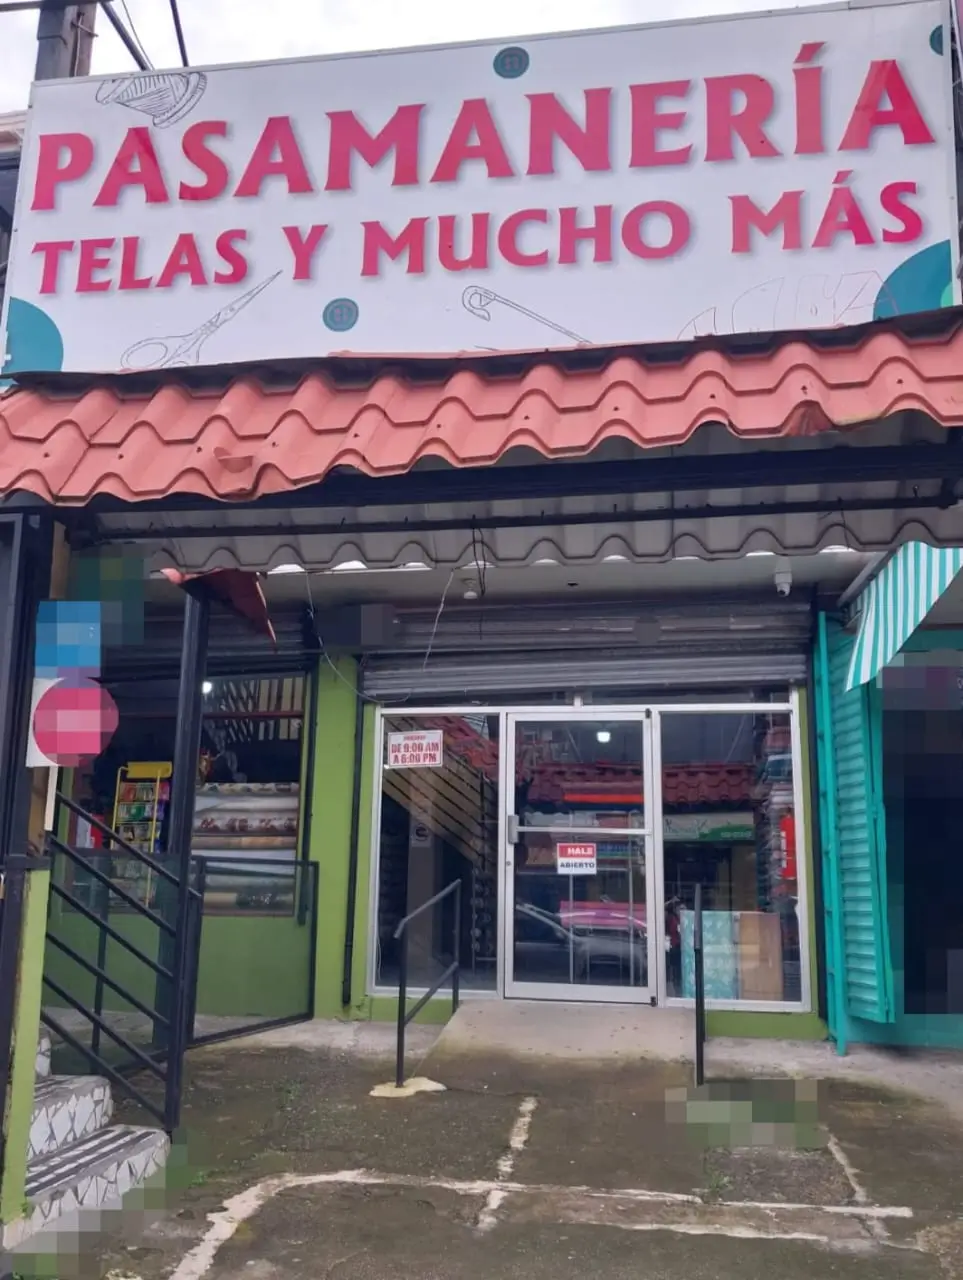 PASAMANERÍA
TELAS Y MUCHO MÁS
DE 9:00 AM
A 6:00 PM
HALE
ABIERTO